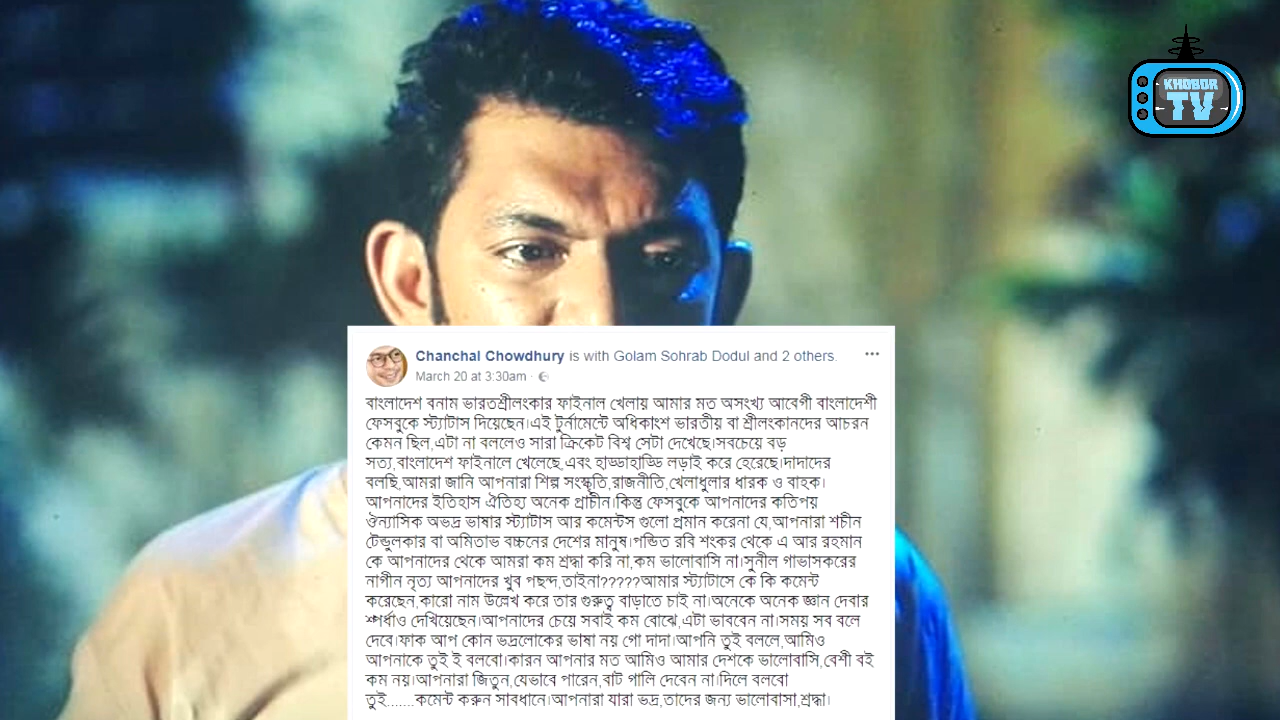 KHOBOR
TV
Chanchal Chowdhury is with Golam Sohrab Dodul and 2 others.
March 20 at 3:30am ·
বাংলাদেশ বনাম ভারতশ্রীলংকার ফাইনাল খেলায় আমার মত অসংখ্য আবেগী বাংলাদেশী
ফেসবুকে স্ট্যাটাস দিয়েছেন।এই টুর্নামেন্টে অধিকাংশ ভারতীয় বা শ্রীলংকানদের আচরন
কেমন ছিল,এটা না বললেও সারা ক্রিকেট বিশ্ব সেটা দেখেছে।সবচেয়ে বড়
সত্য,বাংলাদেশ ফাইনালে খেলেছে,এবং হাড্ডাহাড্ডি লড়াই করে হেরেছে।দাদাদের
বলছি,আমরা জানি আপনারা শিল্প সংস্কৃতি,রাজনীতি,খেলাধুলার ধারক ও বাহক।
আপনাদের ইতিহাস ঐতিহ্য অনেক প্রাচীন।কিন্তু ফেসবুকে আপনাদের কতিপয়
ঔন্যাসিক অভদ্র ভাষার স্ট্যাটাস আর কমেন্টস গুলো প্রমান করেনা যে,আপনারা শচীন
টেন্ডুলকার বা অমিতাভ বচ্চনের দেশের মানুষ।পন্ডিত রবি শংকর থেকে এ আর রহমান
কে আপনাদের থেকে আমরা কম শ্রদ্ধা করি না,কম ভালোবাসি না।সুনীল গাভাসকরের
নাগীন নৃত্য আপনাদের খুব পছন্দ,তাইনা?????আমার স্ট্যাটাসে কে কি কমেন্ট
করেছেন,কারো নাম উল্লেখ করে তার গুরুত্ব বাড়াতে চাই না।অনেকে অনেক জ্ঞান দেবার
স্পর্ধাও দেখিয়েছেন।আপনাদের চেয়ে সবাই কম বোঝে,এটা ভাববেন না।সময় সব বলে
দেবে।ফাক আপ কোন ভদ্রলোকের ভাষা নয় গো দাদা।আপনি তুই বললে,আমিও
আপনাকে তুই ই বলবো।কারন আপনার মত আমিও আমার দেশকে ভালোবাসি,বেশী বই
কম নয়।আপনারা জিতুন,যেভাবে পারেন,বাট গালি দেবেন না।দিলে বলবো
তুই.......কমেন্ট করুন সাবধানে।আপনারা যারা ভদ্র,তাদের জন্য ভালোবাসা,শ্রদ্ধা।